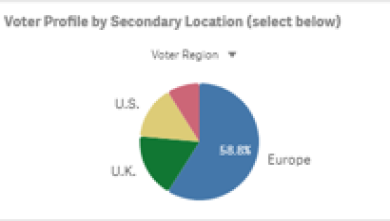 Voter Profile by Secondary Location (select below)
Voter Region
U.S.
58.8%
Europe
U.K.